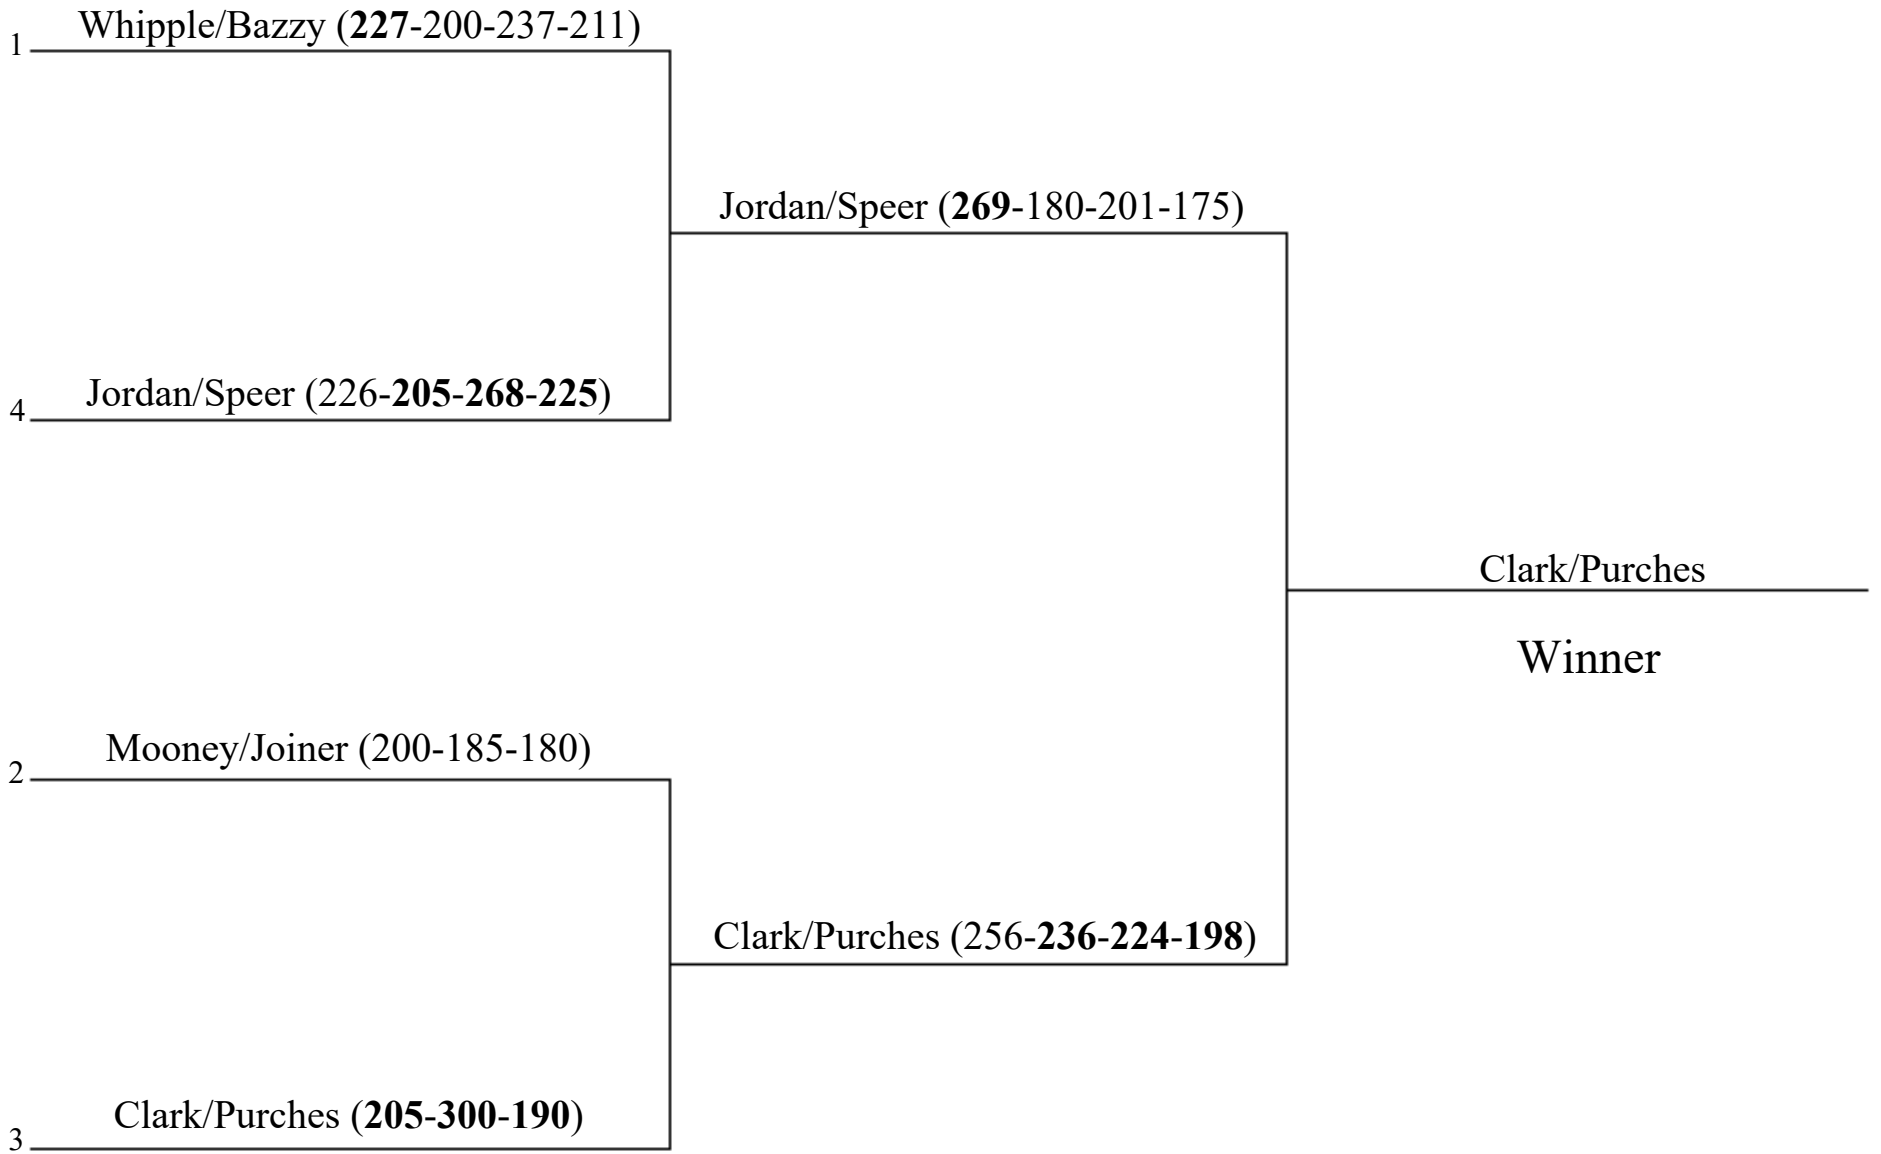 1 Whipple/Bazzy (227-200-237-211)
Jordan/Speer (269-180-201-175)
4 Jordan/Speer (226-205-268-225)
Clark/Purches
Winner
2 Mooney/Joiner (200-185-180)
Clark/Purches (256-236-224-198)
3 Clark/Purches (205-300-190)